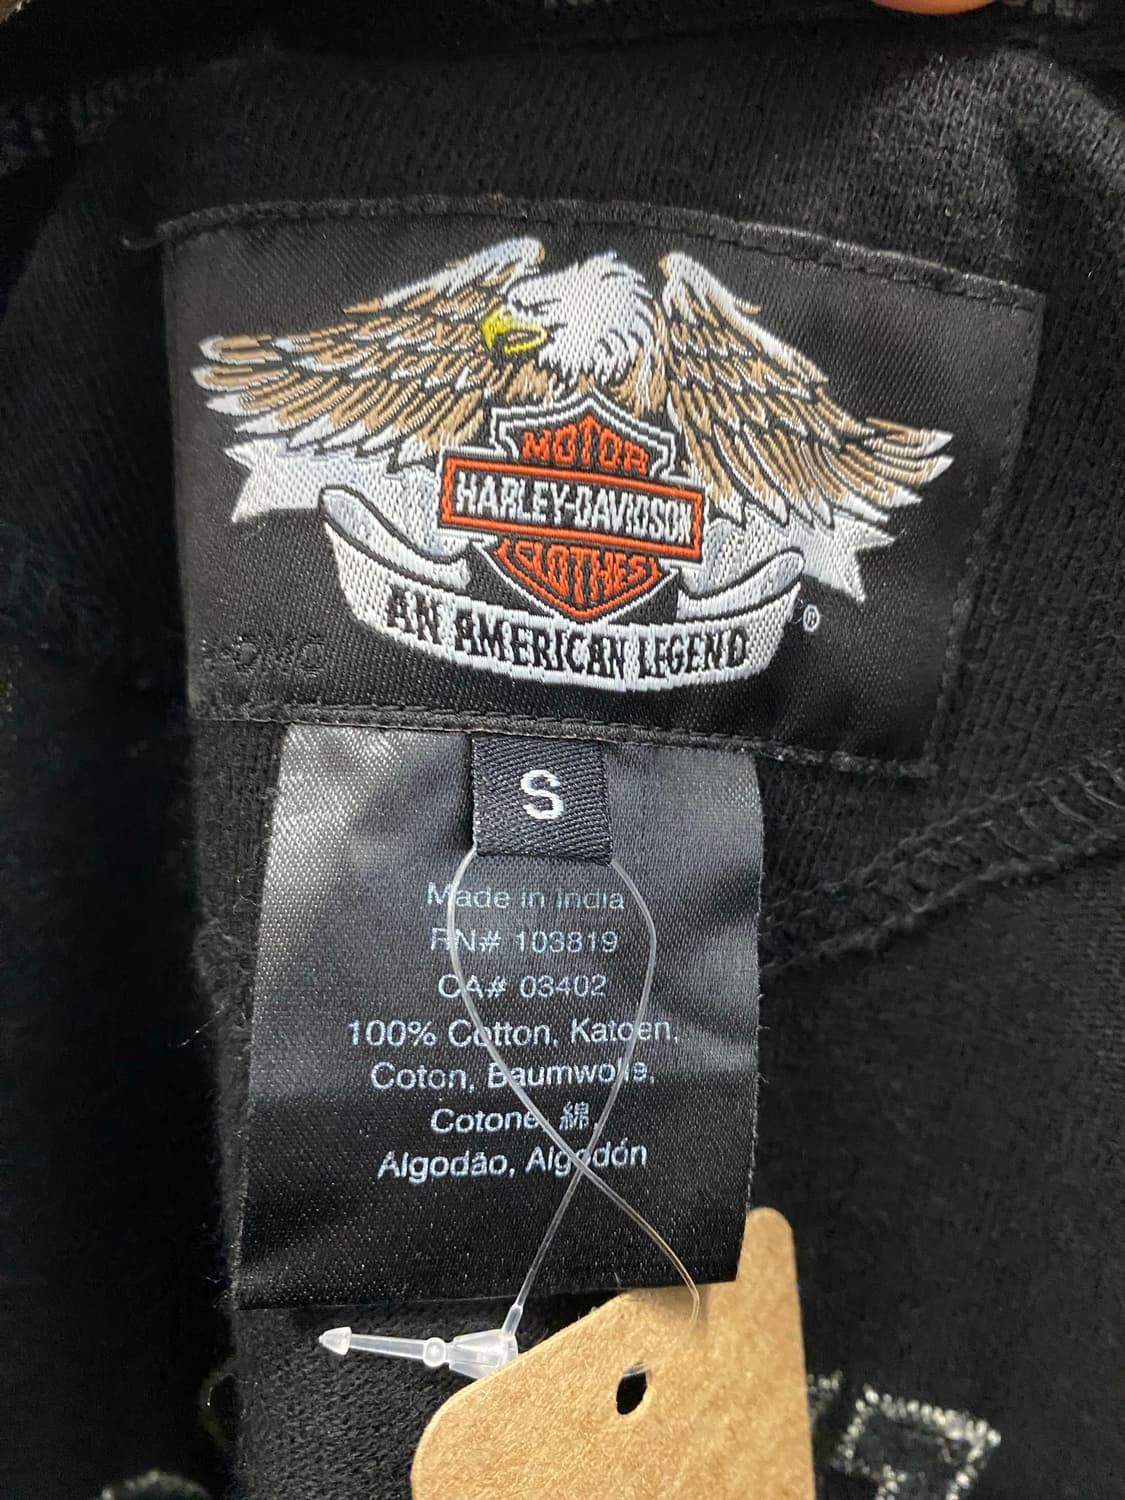 MOTOR
HARLEY-DAVIDSON
CLOTHES
AN AMERICAN LEGEND
®
S
Made in India
RN# 103819
CA# 03402
100% Cotton, Katoen,
Coton, Baumwolle,
Cotone, 綿,
Algodão, Algodón